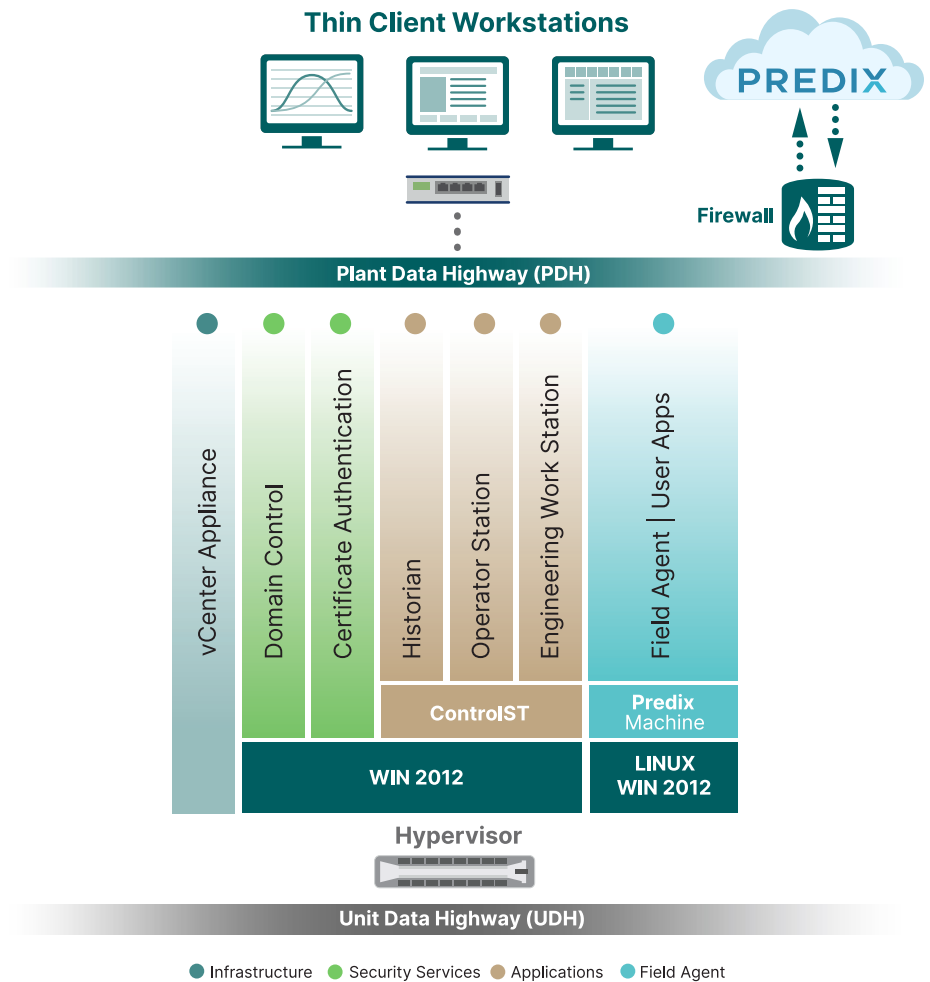 Thin Client Workstations
PREDIX
Firewall
Plant Data Highway (PDH)
vCenter Appliance
Domain Control
Certificate Authentication
Historian
Operator Station
Engineering Work Station
Field Agent | User Apps
ControlST
Predix
Machine
WIN 2012
LINUX
WIN 2012
Hypervisor
Unit Data Highway (UDH)
Infrastructure
Security Services
Applications
Field Agent